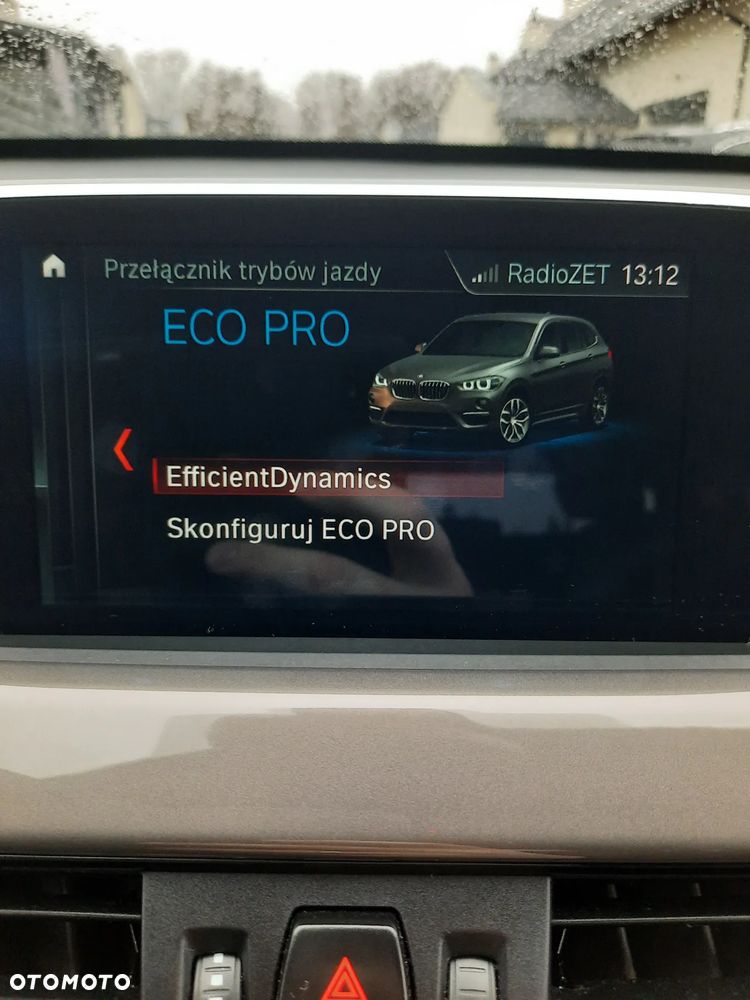 Przełącznik trybów jazdy
RadioZET 13:12
ECO PRO
EfficientDynamics
Skonfiguruj ECO PRO
OTOMOTO